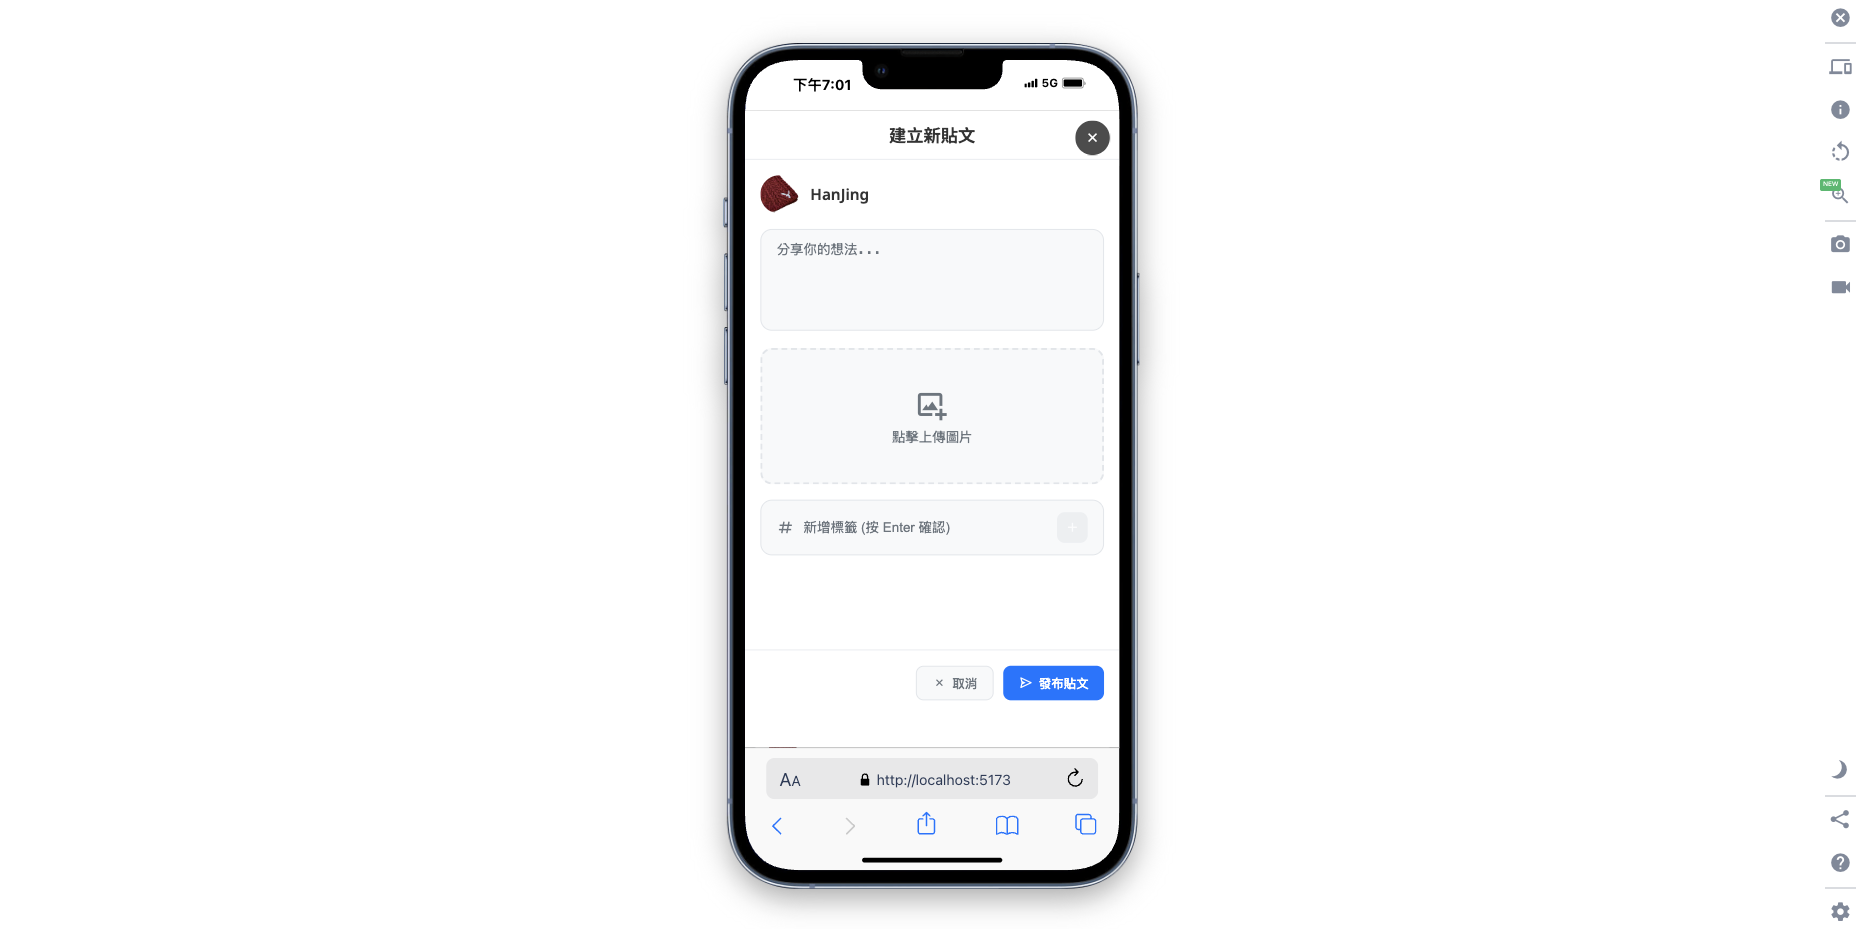 下午7:01
5G
建立新貼文
HanJing
分享你的想法...
點擊上傳圖片
# 新增標籤 (按 Enter 確認)
+
× 取消
發布貼文
AA
http://localhost:5173
NEW